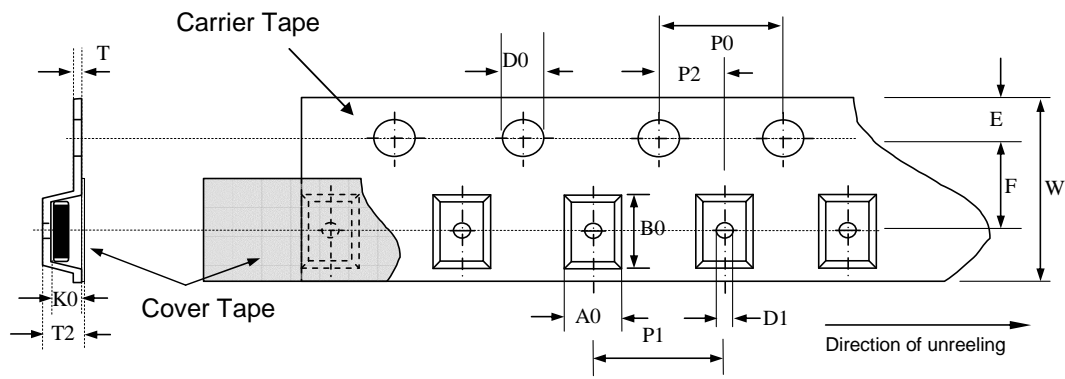 Carrier Tape
T
D0
P0
P2
E
F
W
B0
K0
Cover Tape
T2
A0
D1
P1
Direction of unreeling